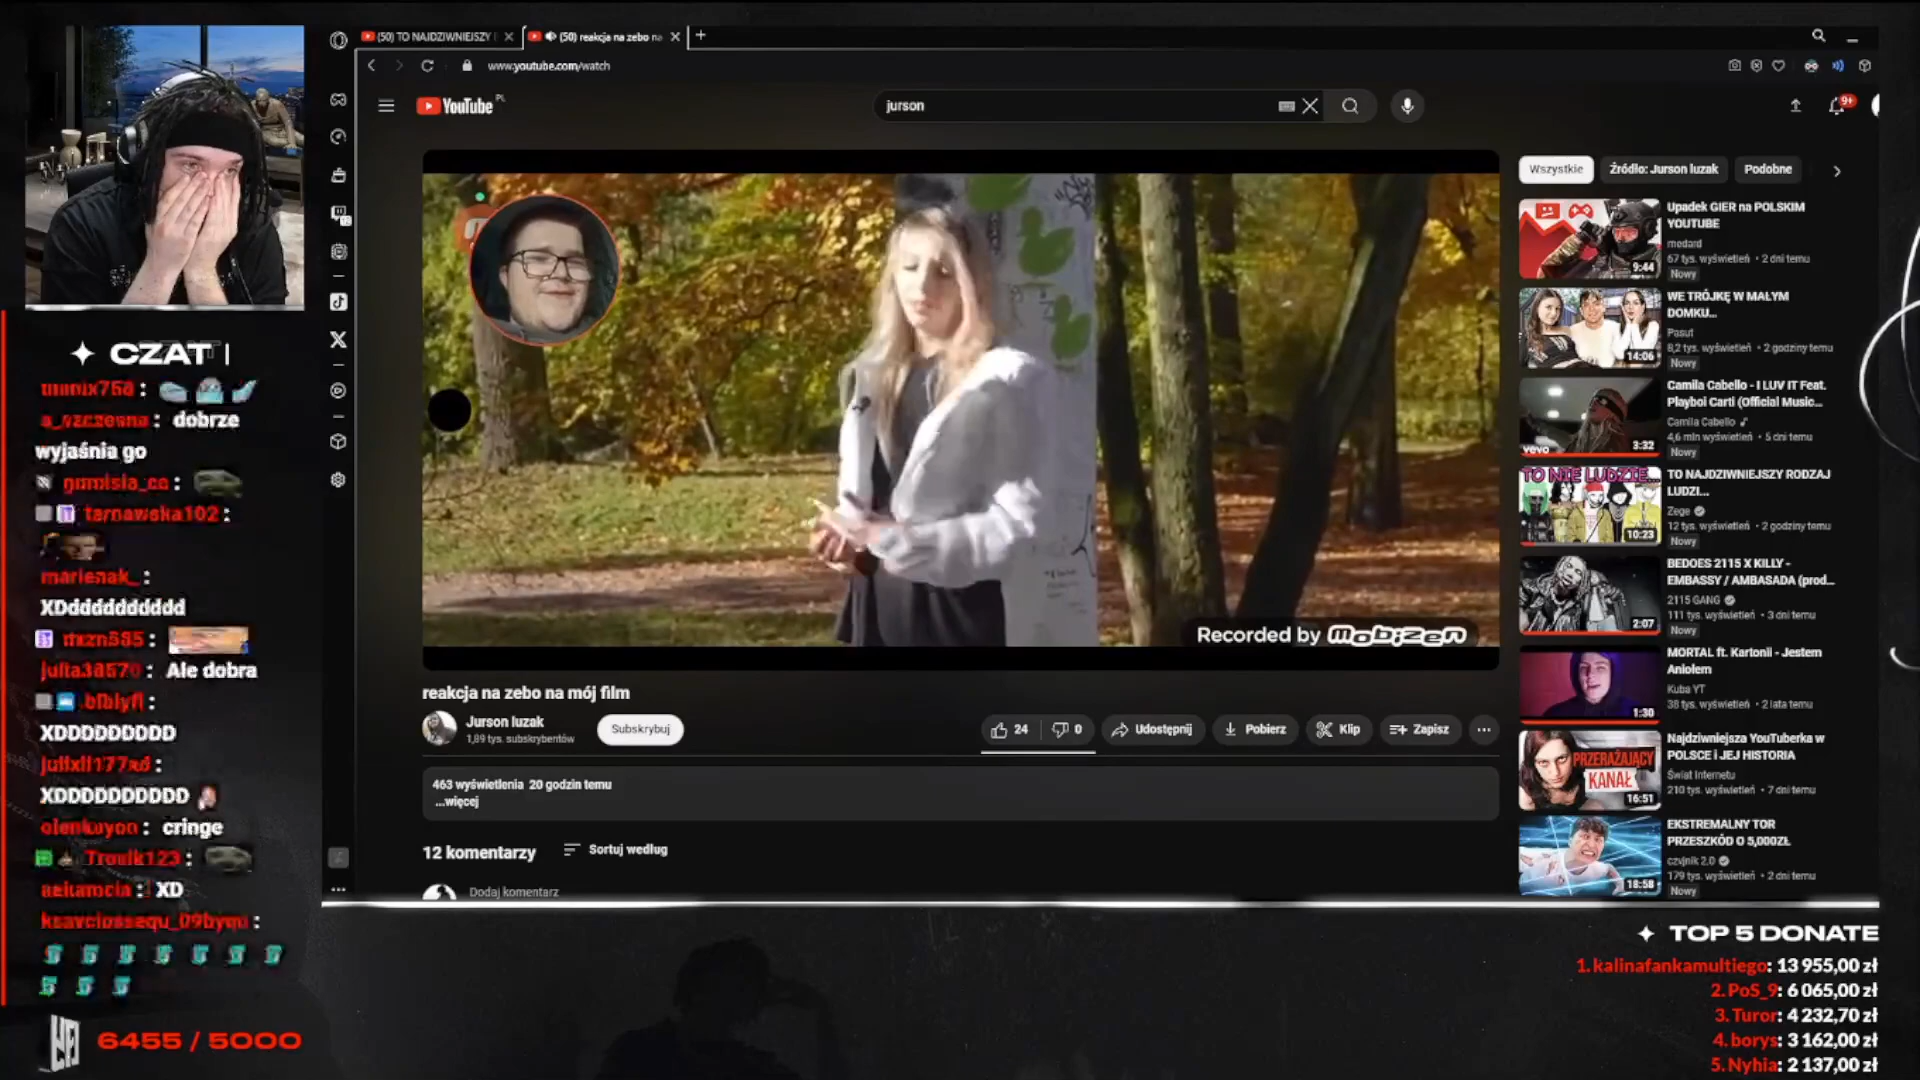 (50) TO NAJDZIWNIEJSZY
(50) reakcja na zebo na
www.youtube.com/watch
YouTube PL
jurson
9+
Wszystkie
Źródło: Jurson luzak
Podobne
Recorded by mobizen
reakcja na zebo na mój film
Jurson luzak
1,89 tys. subskrybentów
Subskrybuj
24
0
Udostępnij
Pobierz
Klip
Zapisz
463 wyświetlenia 20 godzin temu
...więcej
12 komentarzy
Sortuj według
Dodaj komentarz
Upadek GIER na POLSKIM
YOUTUBE
medard
67 tys. wyświetleń • 2 dni temu
Nowy
9:44
WE TRÓJKĘ W MAŁYM
DOMKU...
Pasut
8,2 tys. wyświetleń • 2 godziny temu
Nowy
14:06
Camila Cabello - I LUV IT Feat.
Playboi Carti (Official Music...
Camila Cabello
4,6 mln wyświetleń • 5 dni temu
Nowy
vevo
3:32
TO NIE LUDZIE...
TO NAJDZIWNIEJSZY RODZAJ
LUDZI...
Zege
12 tys. wyświetleń • 2 godziny temu
Nowy
10:23
BEDOES 2115 X KILLY -
EMBASSY / AMBASADA (prod...
2115 GANG
111 tys. wyświetleń • 3 dni temu
Nowy
2:07
MORTAL ft. Kartonii - Jestem
Aniołem
Kuba YT
38 tys. wyświetleń • 2 lata temu
1:30
Najdziwniejsza YouTuberka w
POLSCE i JEJ HISTORIA
Świat Internetu
210 tys. wyświetleń • 7 dni temu
PRZERAŻAJĄCY
KANAŁ
16:51
EKSTREMALNY TOR
PRZESZKÓD O 5,000ZŁ
czvjnik 2.0
179 tys. wyświetleń • 2 dni temu
Nowy
18:58
CZAT
dobrze
wyjaśnia go
tarnawska102 :
marlenak_ :
XDdddddddddd
Ale dobra
XDDDDDDDDD
XDDDDDDDDDD
cringe
Troulk123 :
XD
6455 / 5000
TOP 5 DONATE
1. kalinafankamultiego: 13 955,00 zł
2. PoS_9: 6 065,00 zł
3. Turor: 4 232,70 zł
4. borys: 3 162,00 zł
5. Nyhia: 2 137,00 zł